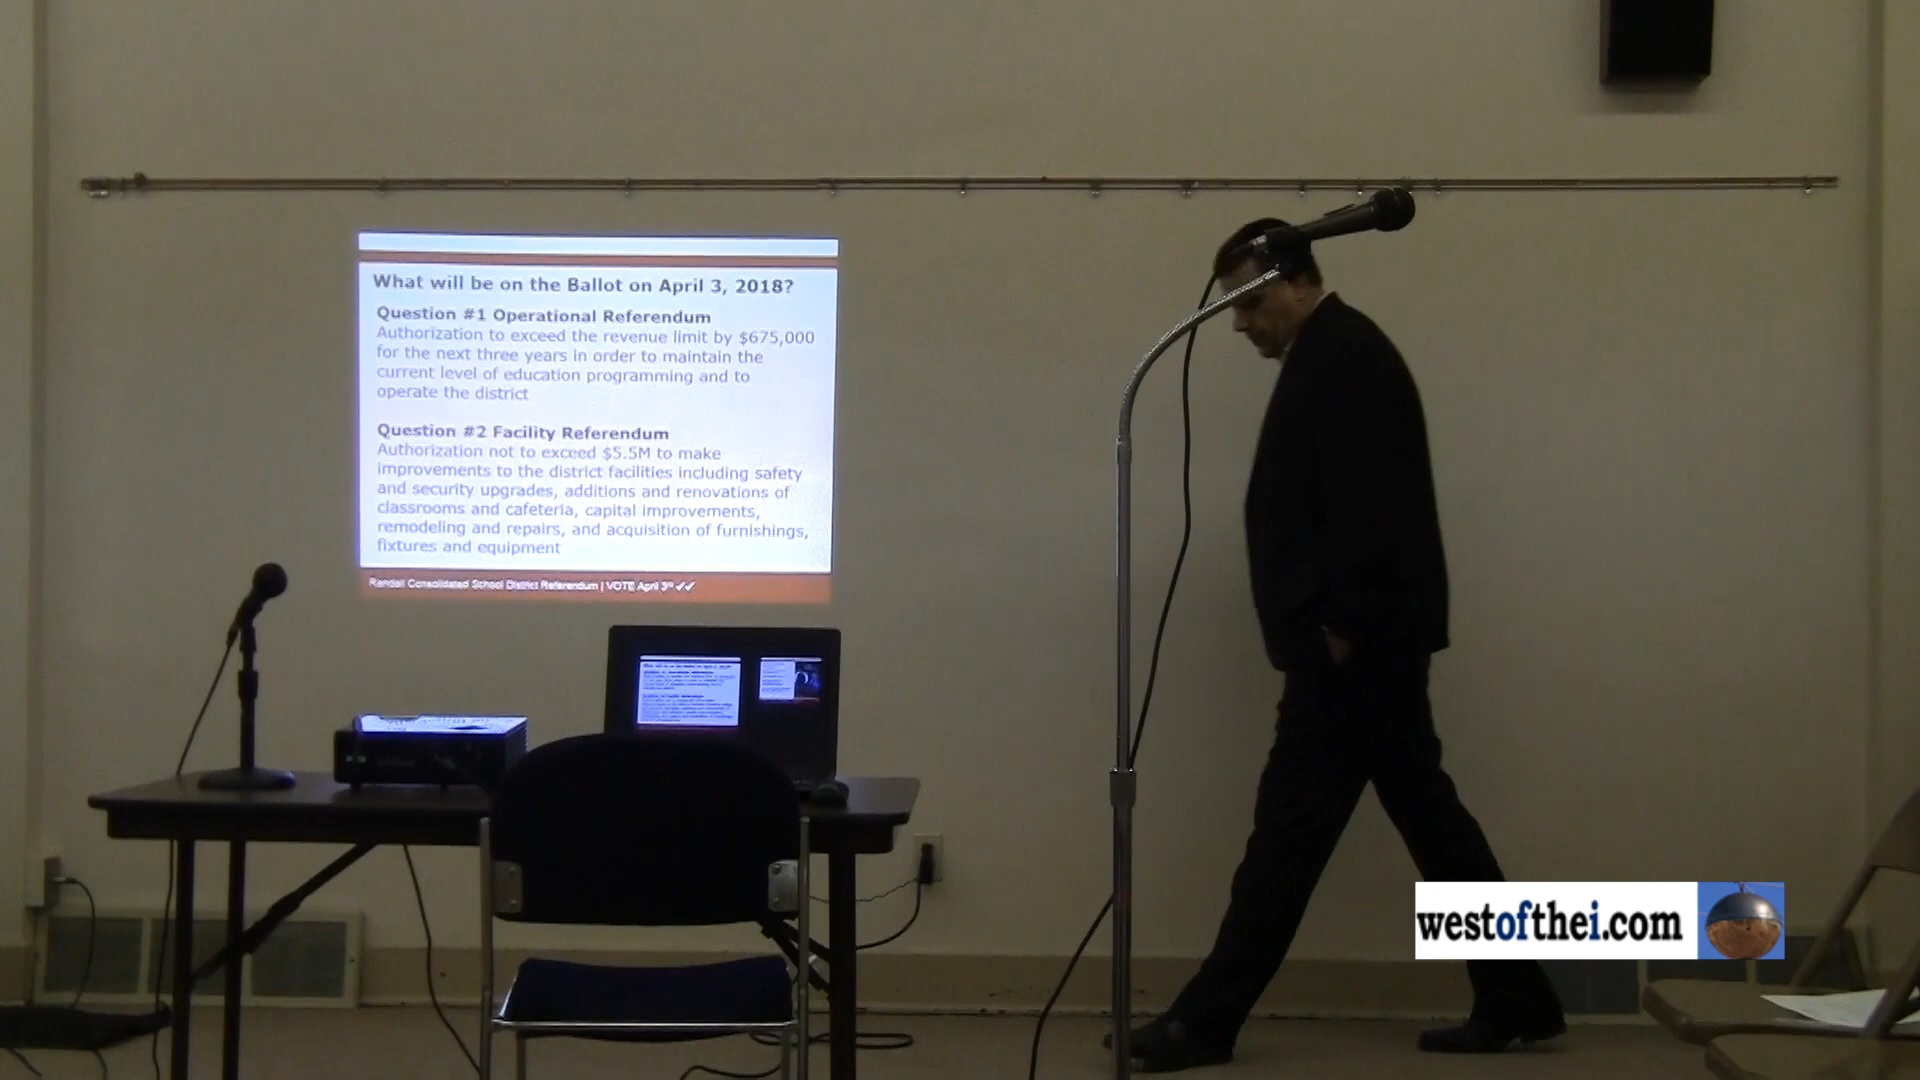 What will be on the Ballot on April 3, 2018?
Question #1 Operational Referendum
Authorization to exceed the revenue limit by $675,000
for the next three years in order to maintain the
current level of education programming and to
operate the district
Question #2 Facility Referendum
Authorization not to exceed $5.5M to make
improvements to the district facilities including safety
and security upgrades, additions and renovations of
classrooms and cafeteria, capital improvements,
remodeling and repairs, and acquisition of furnishings,
fixtures and equipment
Randall Consolidated School District Referendum | VOTE April 3rd ✓✓
westofthei.com